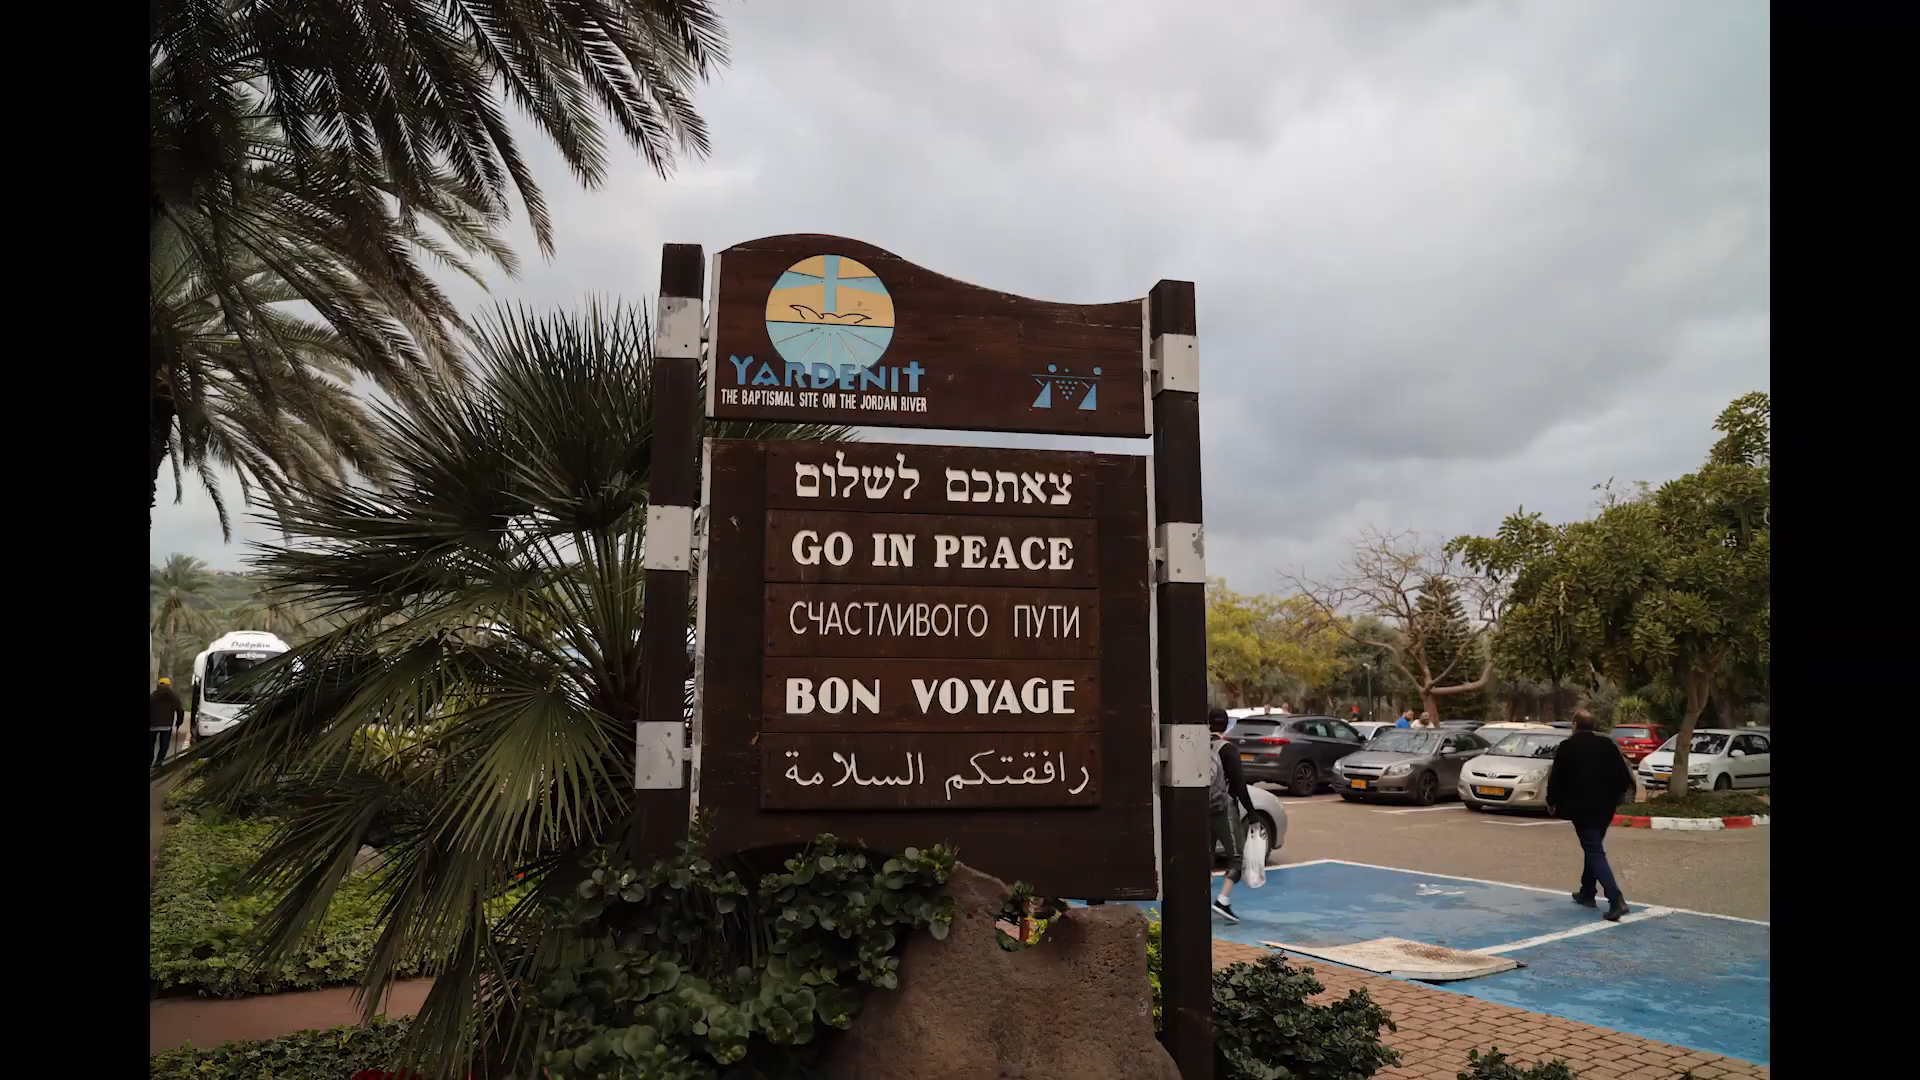 YARDENIT
THE BAPTISMAL SITE ON THE JORDAN RIVER
צאתכם לשלום
GO IN PEACE
СЧАСТЛИВОГО ПУТИ
BON VOYAGE
رافقتكم السلامة
Dolphin